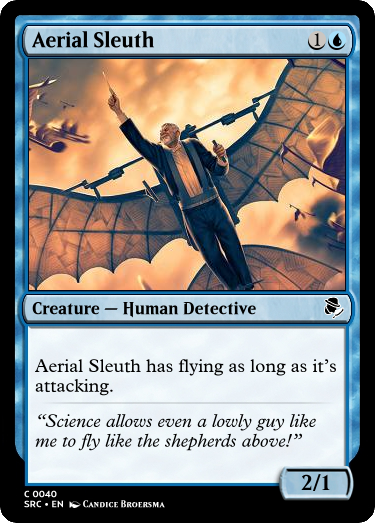 Aerial Sleuth 1
Creature — Human Detective
Aerial Sleuth has flying as long as it's
attacking.
“Science allows even a lowly guy like
me to fly like the shepherds above!”
2/1
C 0040
SRC • EN Candice Broersma